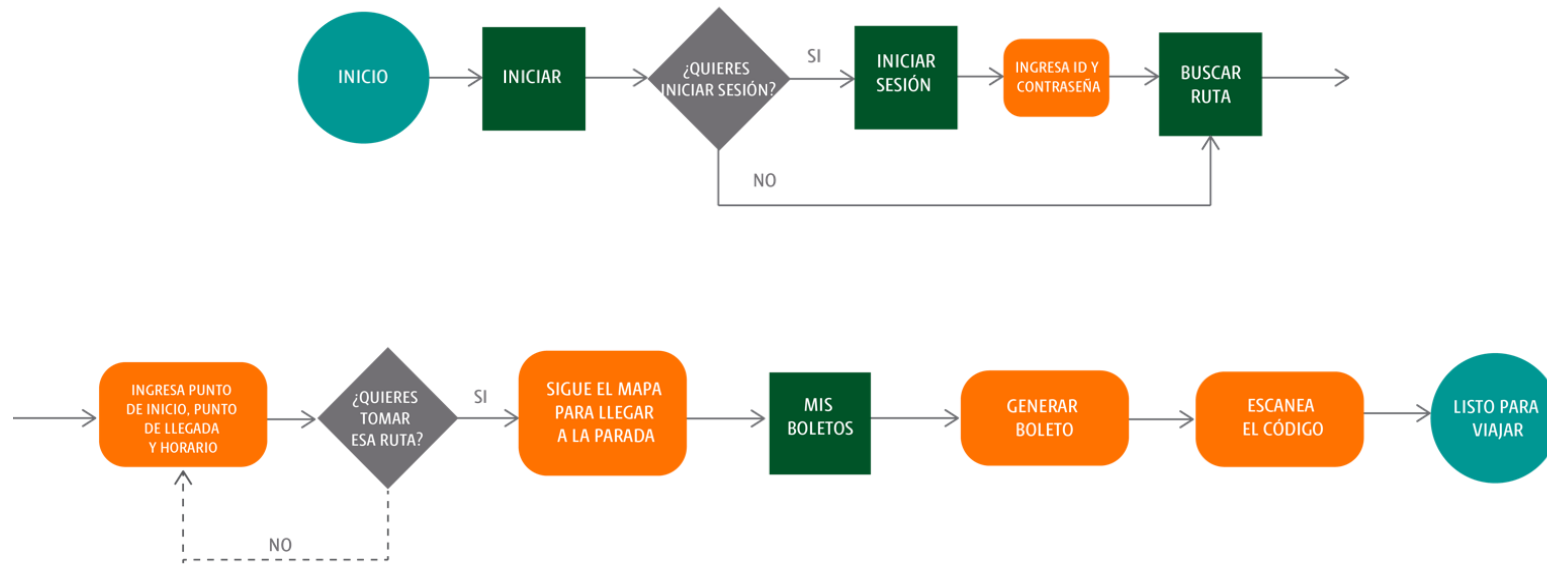 INICIO
INICIAR
¿QUIERES
INICIAR SESIÓN?
SI
INICIAR
SESIÓN
INGRESA ID Y
CONTRASEÑA
BUSCAR
RUTA
NO
INGRESA PUNTO
DE INICIO, PUNTO
DE LLEGADA
Y HORARIO
¿QUIERES
TOMAR
ESA RUTA?
SI
SIGUE EL MAPA
PARA LLEGAR
A LA PARADA
MIS
BOLETOS
GENERAR
BOLETO
ESCANEA
EL CÓDIGO
LISTO PARA
VIAJAR
NO